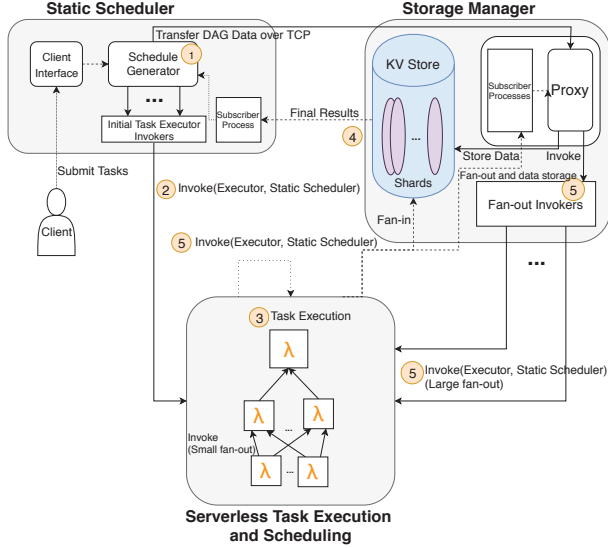 Static Scheduler
Storage Manager
Transfer DAG Data over TCP
Client
Interface
Schedule
Generator
1
...
Initial Task Executor
Invokers
Subscriber
Process
Final Results
4
KV Store
...
Shards
Subscriber
Processes
Proxy
Store Data
Invoke
Fan-out and data storage
5
Fan-out Invokers
Submit Tasks
Client
2 Invoke(Executor, Static Scheduler)
Fan-in
5 Invoke(Executor, Static Scheduler)
...
3 Task Execution
λ
λ
...
λ
Invoke
(Small fan-out)
λ
...
λ
5 Invoke(Executor, Static Scheduler)
(Large fan-out)
Serverless Task Execution
and Scheduling